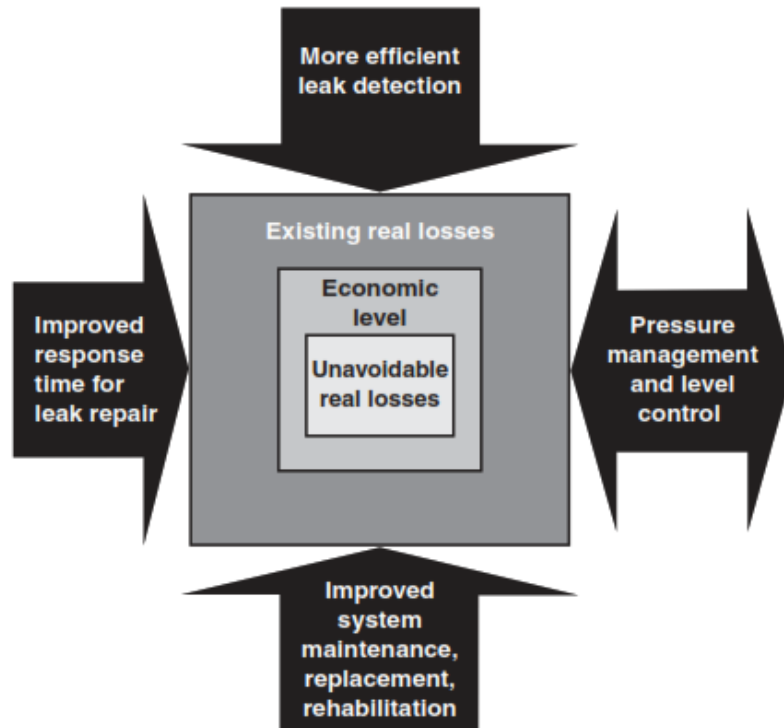 More efficient
leak detection
Existing real losses
Economic
level
Unavoidable
real losses
Improved
response
time for
leak repair
Pressure
management
and level
control
Improved
system
maintenance,
replacement,
rehabilitation